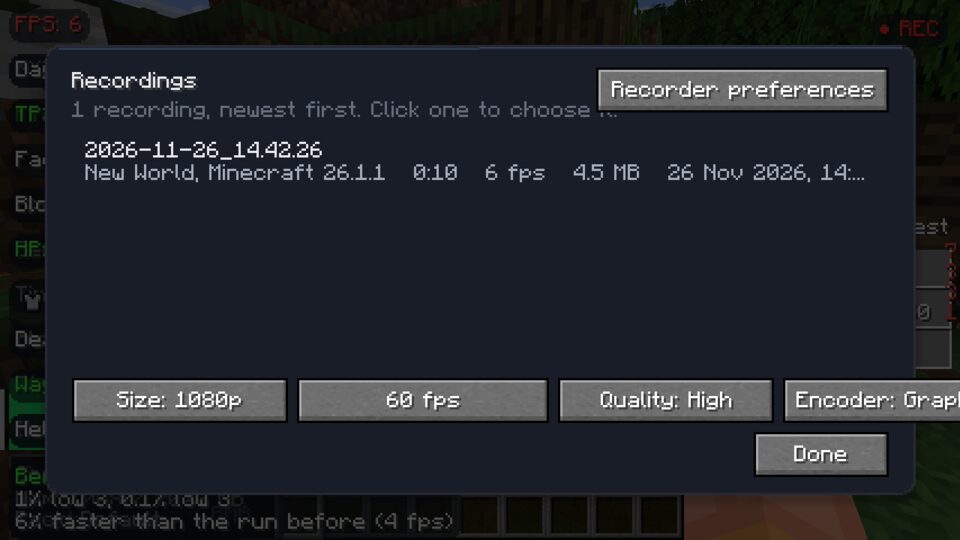 FPS: 6
REC
Recordings
Recorder preferences
1 recording, newest first. Click one to choose
2026-11-26_14.42.26
New World, Minecraft 26.1.1 0:10 6 fps 4.5 MB 26 Nov 2026, 14:...
Size: 1080p
60 fps
Quality: High
Encoder: Grap
Done
1% low 3, 0.1% low 3
6% faster than the run before (4 fps)